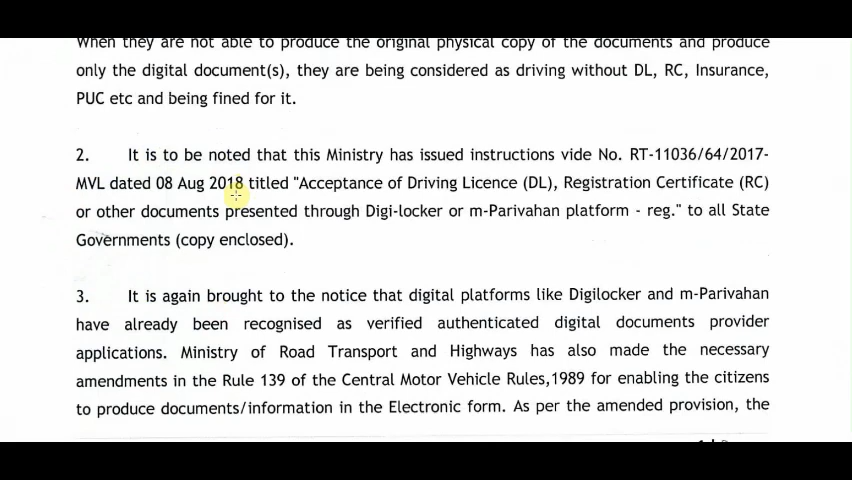 When they are not able to produce the original physical copy of the documents and produce
only the digital document(s), they are being considered as driving without DL, RC, Insurance,
PUC etc and being fined for it.
2. It is to be noted that this Ministry has issued instructions vide No. RT-11036/64/2017-
MVL dated 08 Aug 2018 titled "Acceptance of Driving Licence (DL), Registration Certificate (RC)
or other documents presented through Digi-locker or m-Parivahan platform - reg." to all State
Governments (copy enclosed).
3. It is again brought to the notice that digital platforms like Digilocker and m-Parivahan
have already been recognised as verified authenticated digital documents provider
applications. Ministry of Road Transport and Highways has also made the necessary
amendments in the Rule 139 of the Central Motor Vehicle Rules,1989 for enabling the citizens
to produce documents/information in the Electronic form. As per the amended provision, the